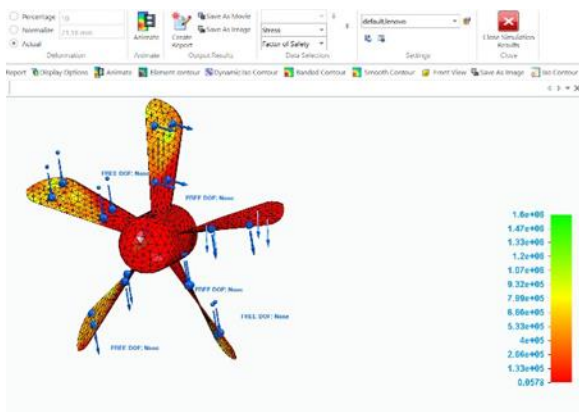 Percentage 10
Normalize
Actual
Deformation
Animate
Animate
Create Report
Save As Movie
Save As Image
Output Results
Stress
Factor of Safety
Data Selection
default,lenovo
Settings
Close Simulation Results
Close
Report Display Options Animate Element contour Dynamic Iso Contour Banded Contour Smooth Contour Front View Save As Image Iso Contour
FREE DOF: None
FREE DOF: None
FREE DOF: None
FREE DOF: None
FREE DOF: None
1.6e+06
1.47e+06
1.33e+06
1.2e+06
1.07e+06
9.32e+05
7.99e+05
6.66e+05
5.33e+05
4e+05
2.66e+05
1.33e+05
0.0578